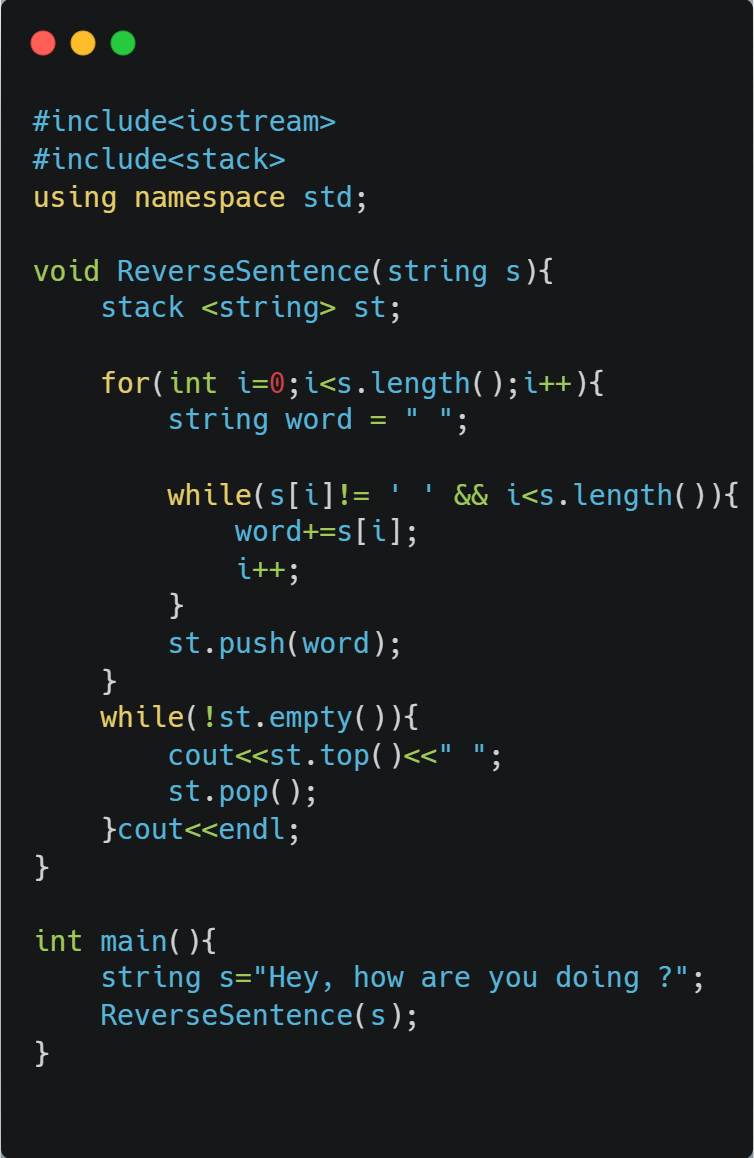 #include<iostream>
#include<stack>
using namespace std;

void ReverseSentence(string s){
    stack <string> st;

    for(int i=0;i<s.length();i++){
        string word = " ";

        while(s[i]!= ' ' && i<s.length()){
            word+=s[i];
            i++;
        }
        st.push(word);
    }
    while(!st.empty()){
        cout<<st.top()<<" ";
        st.pop();
    }cout<<endl;
}

int main(){
    string s="Hey, how are you doing ?";
    ReverseSentence(s);
}